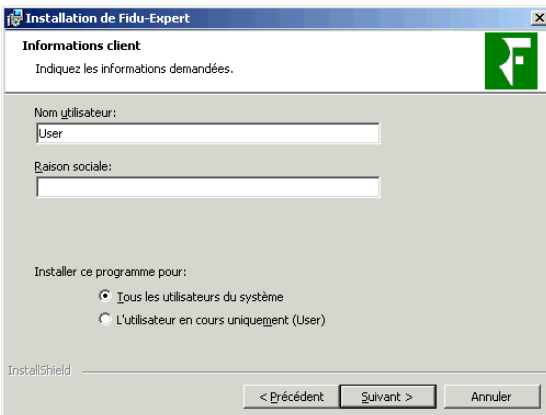 Installation de Fidu-Expert
Informations client
Indiquez les informations demandées.
Nom utilisateur:
User
Raison sociale:
Installer ce programme pour:
Tous les utilisateurs du système
L'utilisateur en cours uniquement (User)
InstallShield
< Précédent Suivant > Annuler